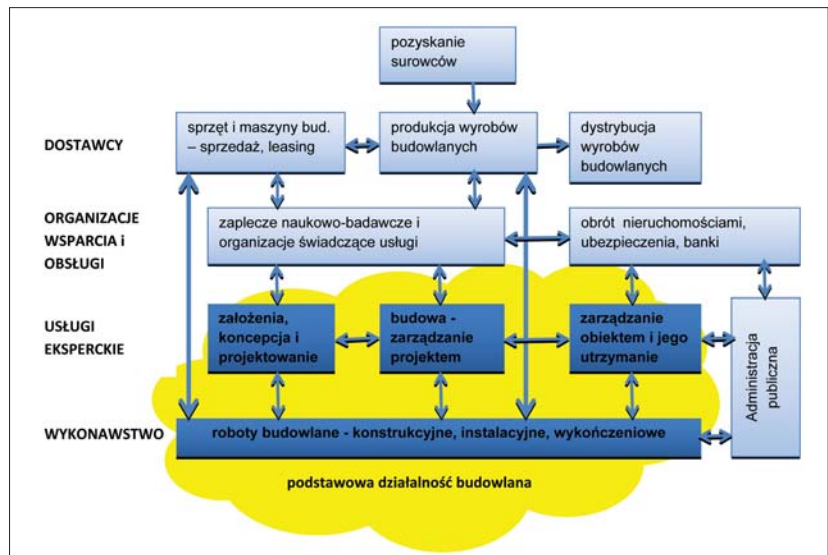 pozyskanie
surowców
DOSTAWCY
sprzęt i maszyny bud.
– sprzedaż, leasing
produkcja wyrobów
budowlanych
dystrybucja
wyrobów
budowlanych
ORGANIZACJE
WSPARCIA i
OBSŁUGI
zaplecze naukowo-badawcze i
organizacje świadczące usługi
obrót nieruchomościami,
ubezpieczenia, banki
USŁUGI
EKSPERCKIE
założenia,
koncepcja i
projektowanie
budowa -
zarządzanie
projektem
zarządzanie
obiektem i jego
utrzymanie
Administracja
publiczna
WYKONAWSTWO
roboty budowlane - konstrukcyjne, instalacyjne, wykończeniowe
podstawowa działalność budowlana